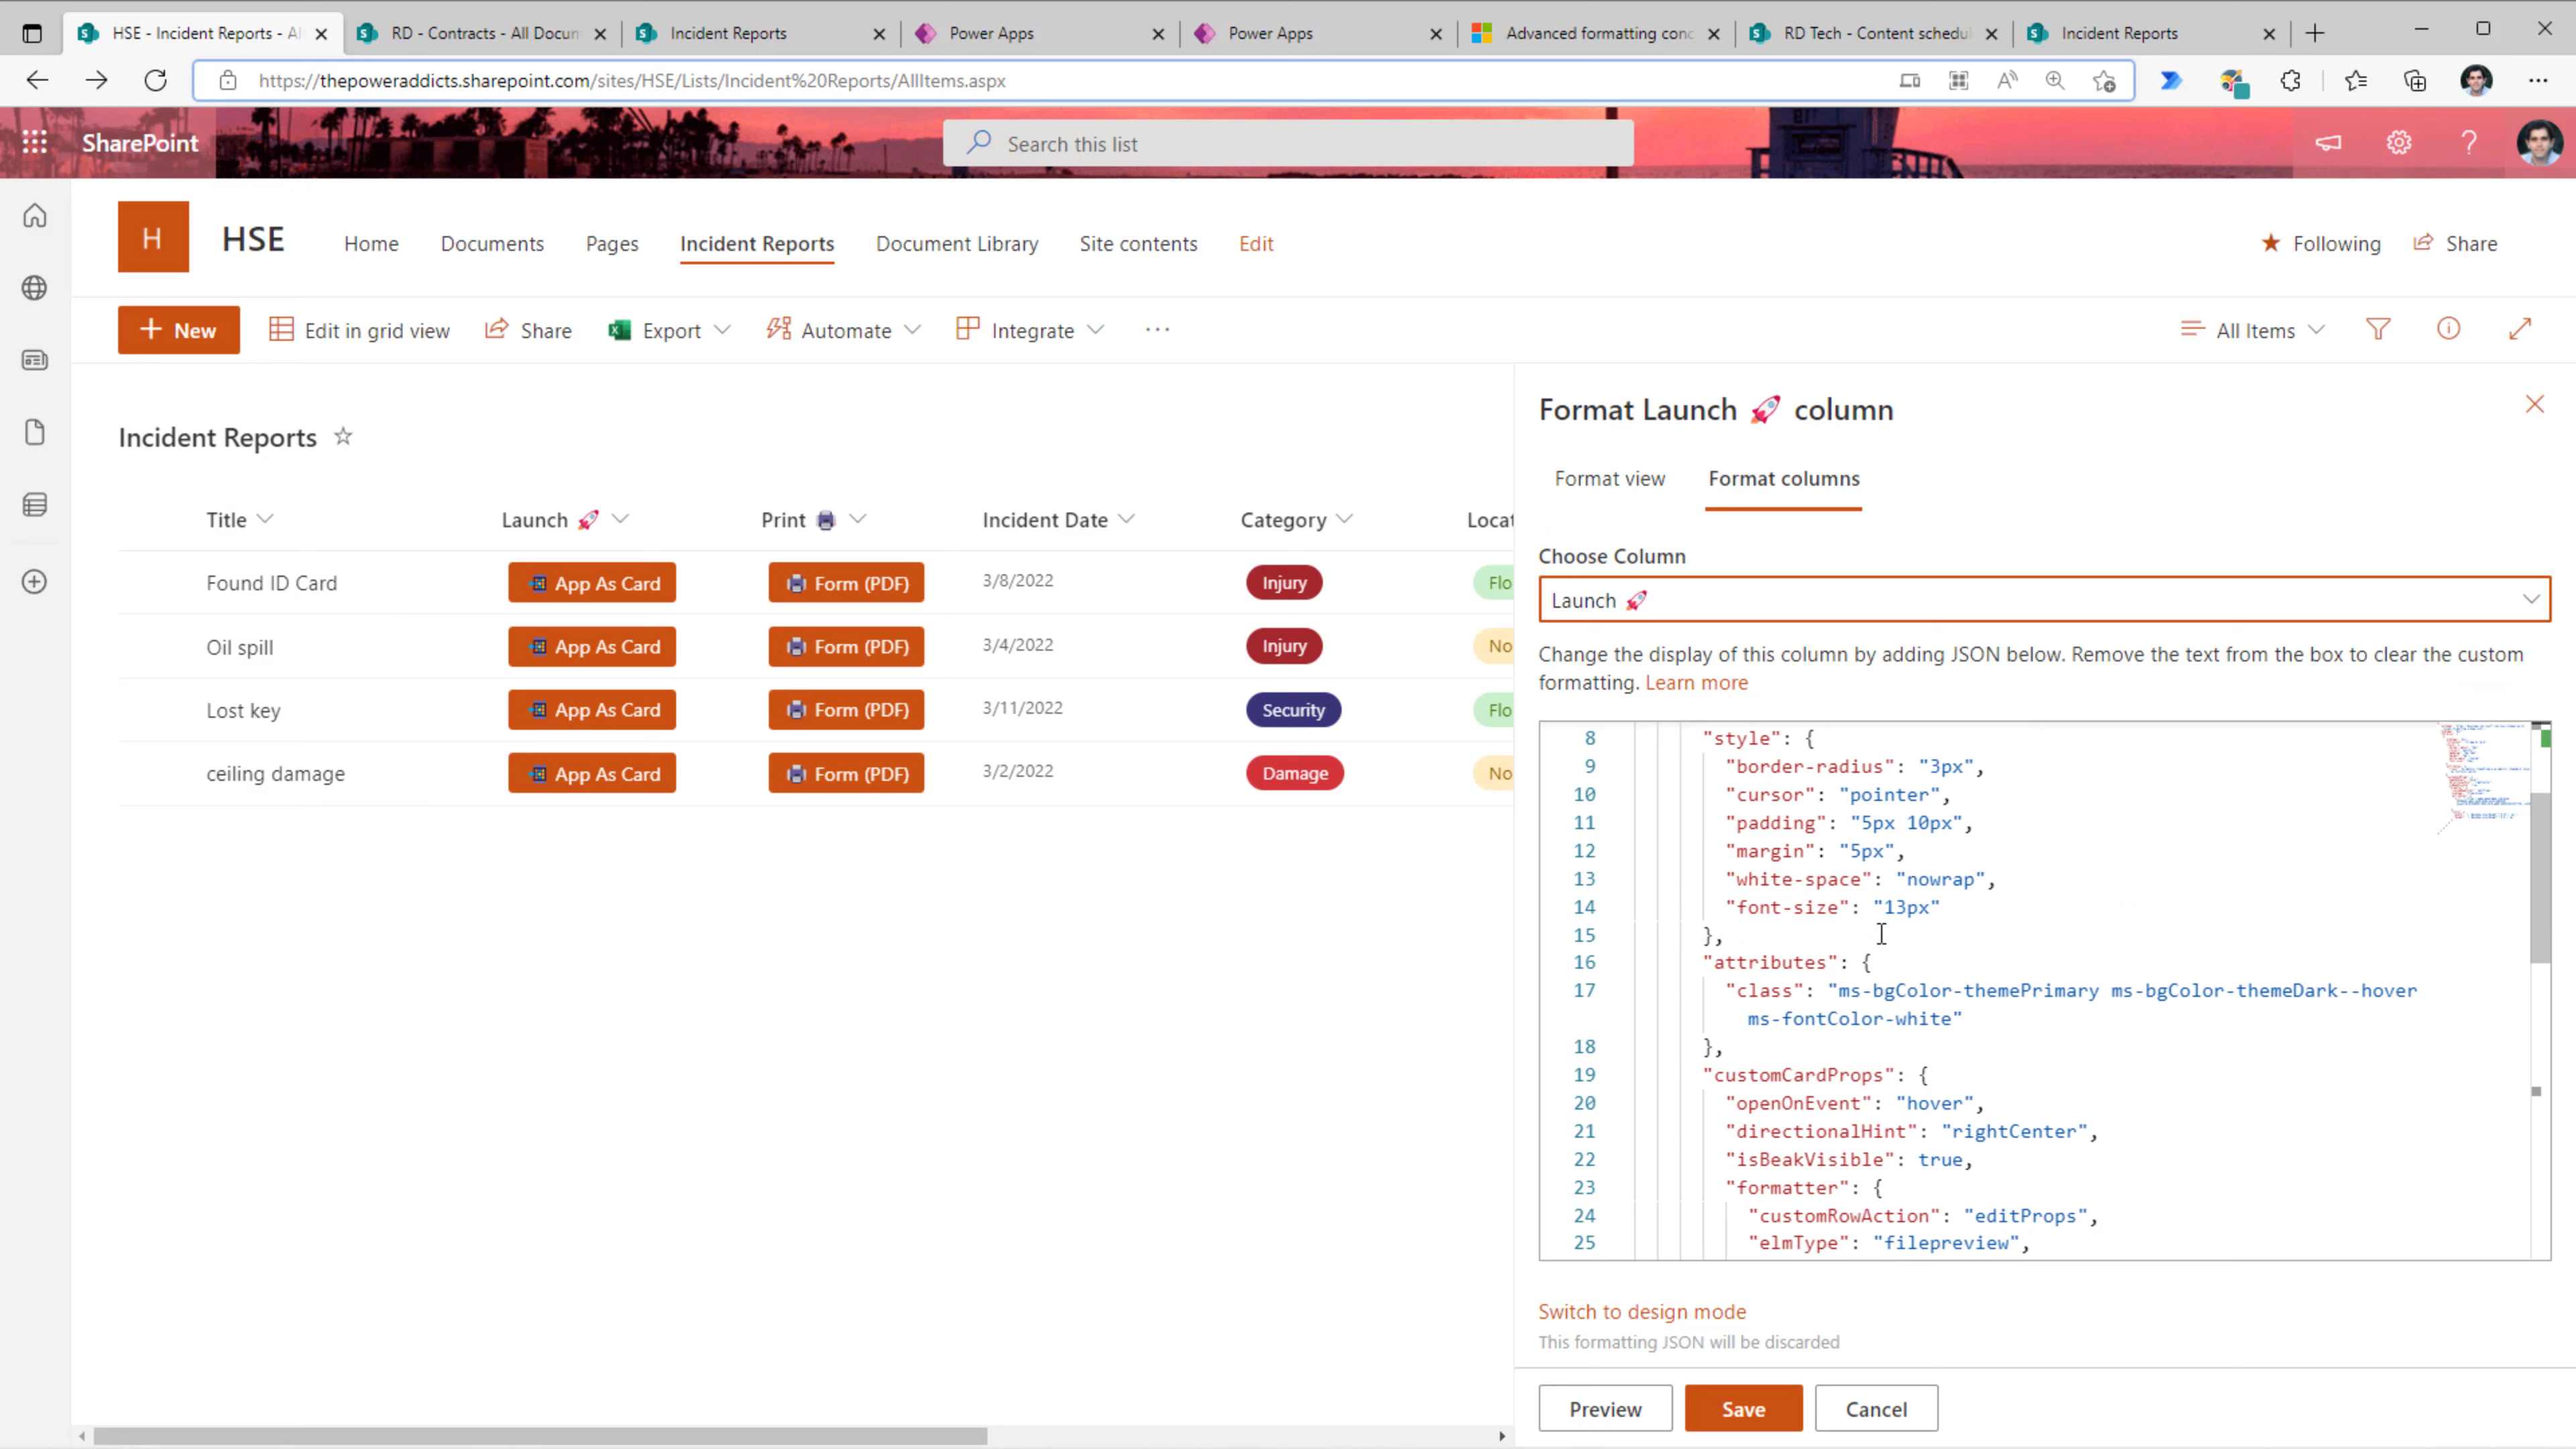 HSE - Incident Reports - Al
RD - Contracts - All Docum
Incident Reports
Power Apps
Power Apps
Advanced formatting conc
RD Tech - Content schedul
Incident Reports
https://thepoweraddicts.sharepoint.com/sites/HSE/Lists/Incident%20Reports/AllItems.aspx
SharePoint
Search this list
H
HSE
Home
Documents
Pages
Incident Reports
Document Library
Site contents
Edit
Following
Share
New
Edit in grid view
Share
Export
Automate
Integrate
All Items
Incident Reports
Title
Launch
Print
Incident Date
Category
Locat
Found ID Card
App As Card
Form (PDF)
3/8/2022
Injury
Flo
Oil spill
App As Card
Form (PDF)
3/4/2022
Injury
No
Lost key
App As Card
Form (PDF)
3/11/2022
Security
Flo
ceiling damage
App As Card
Form (PDF)
3/2/2022
Damage
No
Format Launch 🚀 column
Format view
Format columns
Choose Column
Launch 🚀
Change the display of this column by adding JSON below. Remove the text from the box to clear the custom
formatting. Learn more
8 "style": {
9 "border-radius": "3px",
10 "cursor": "pointer",
11 "padding": "5px 10px",
12 "margin": "5px",
13 "white-space": "nowrap",
14 "font-size": "13px"
15 },
16 "attributes": {
17 "class": "ms-bgColor-themePrimary ms-bgColor-themeDark--hover
ms-fontColor-white"
18 },
19 "customCardProps": {
20 "openOnEvent": "hover",
21 "directionalHint": "rightCenter",
22 "isBeakVisible": true,
23 "formatter": {
24 "customRowAction": "editProps",
25 "elmType": "filepreview",
Switch to design mode
This formatting JSON will be discarded
Preview
Save
Cancel